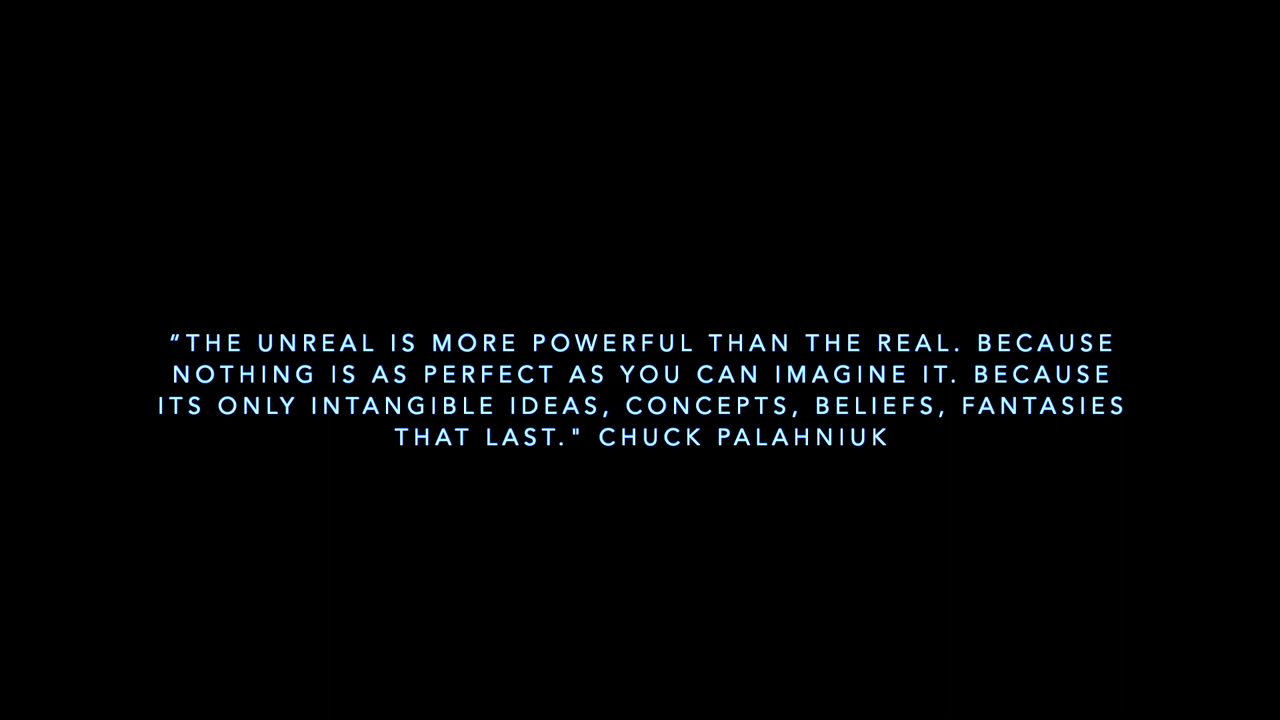 “THE UNREAL IS MORE POWERFUL THAN THE REAL. BECAUSE
NOTHING IS AS PERFECT AS YOU CAN IMAGINE IT. BECAUSE
ITS ONLY INTANGIBLE IDEAS, CONCEPTS, BELIEFS, FANTASIES
THAT LAST." CHUCK PALAHNIUK